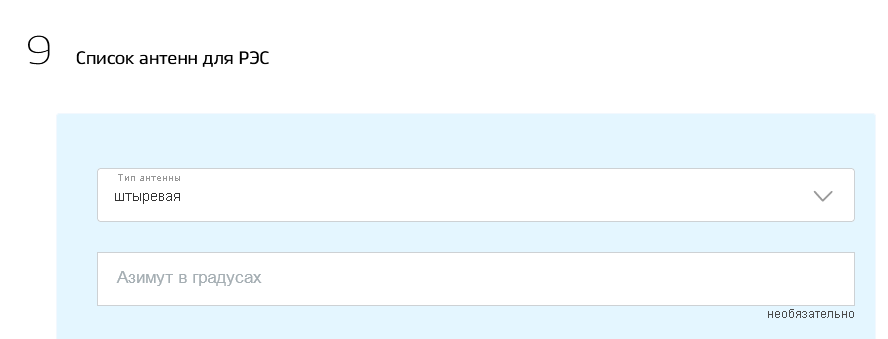 9 Список антенн для РЭС
Тип антенны
штыревая
Азимут в градусах
необязательно